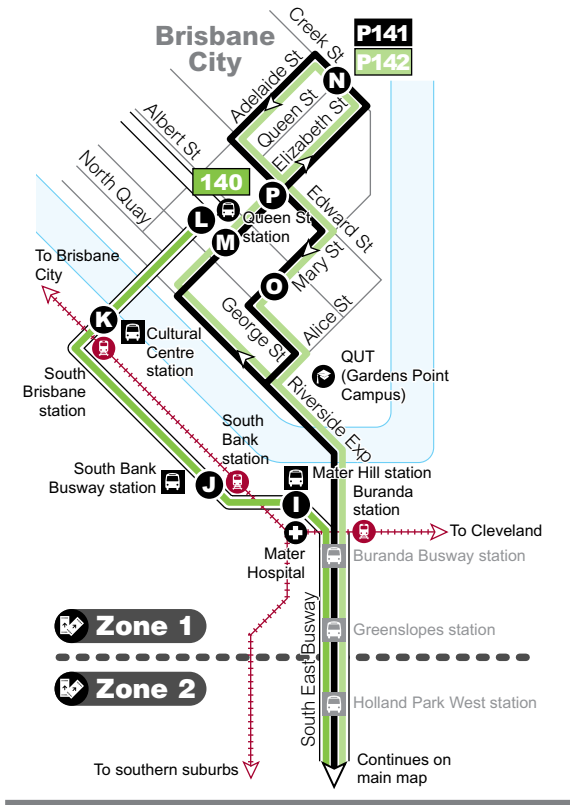 Brisbane
City
P141
P142
Creek St
N
Adelaide St
Queen St
Elizabeth St
Albert St
North Quay
140
P
L
Queen St
station
M
Edward St
Mary St
O
Alice St
George St
To Brisbane
City
K
Cultural
Centre
station
South
Brisbane
station
QUT
(Gardens Point
Campus)
Riverside Exp
South
Bank
station
South Bank
Busway station
J
Mater Hill station
I
Buranda
station
To Cleveland
Mater
Hospital
Buranda Busway station
South East Busway
Zone 1
Greenslopes station
Zone 2
Holland Park West station
To southern suburbs
Continues on
main map